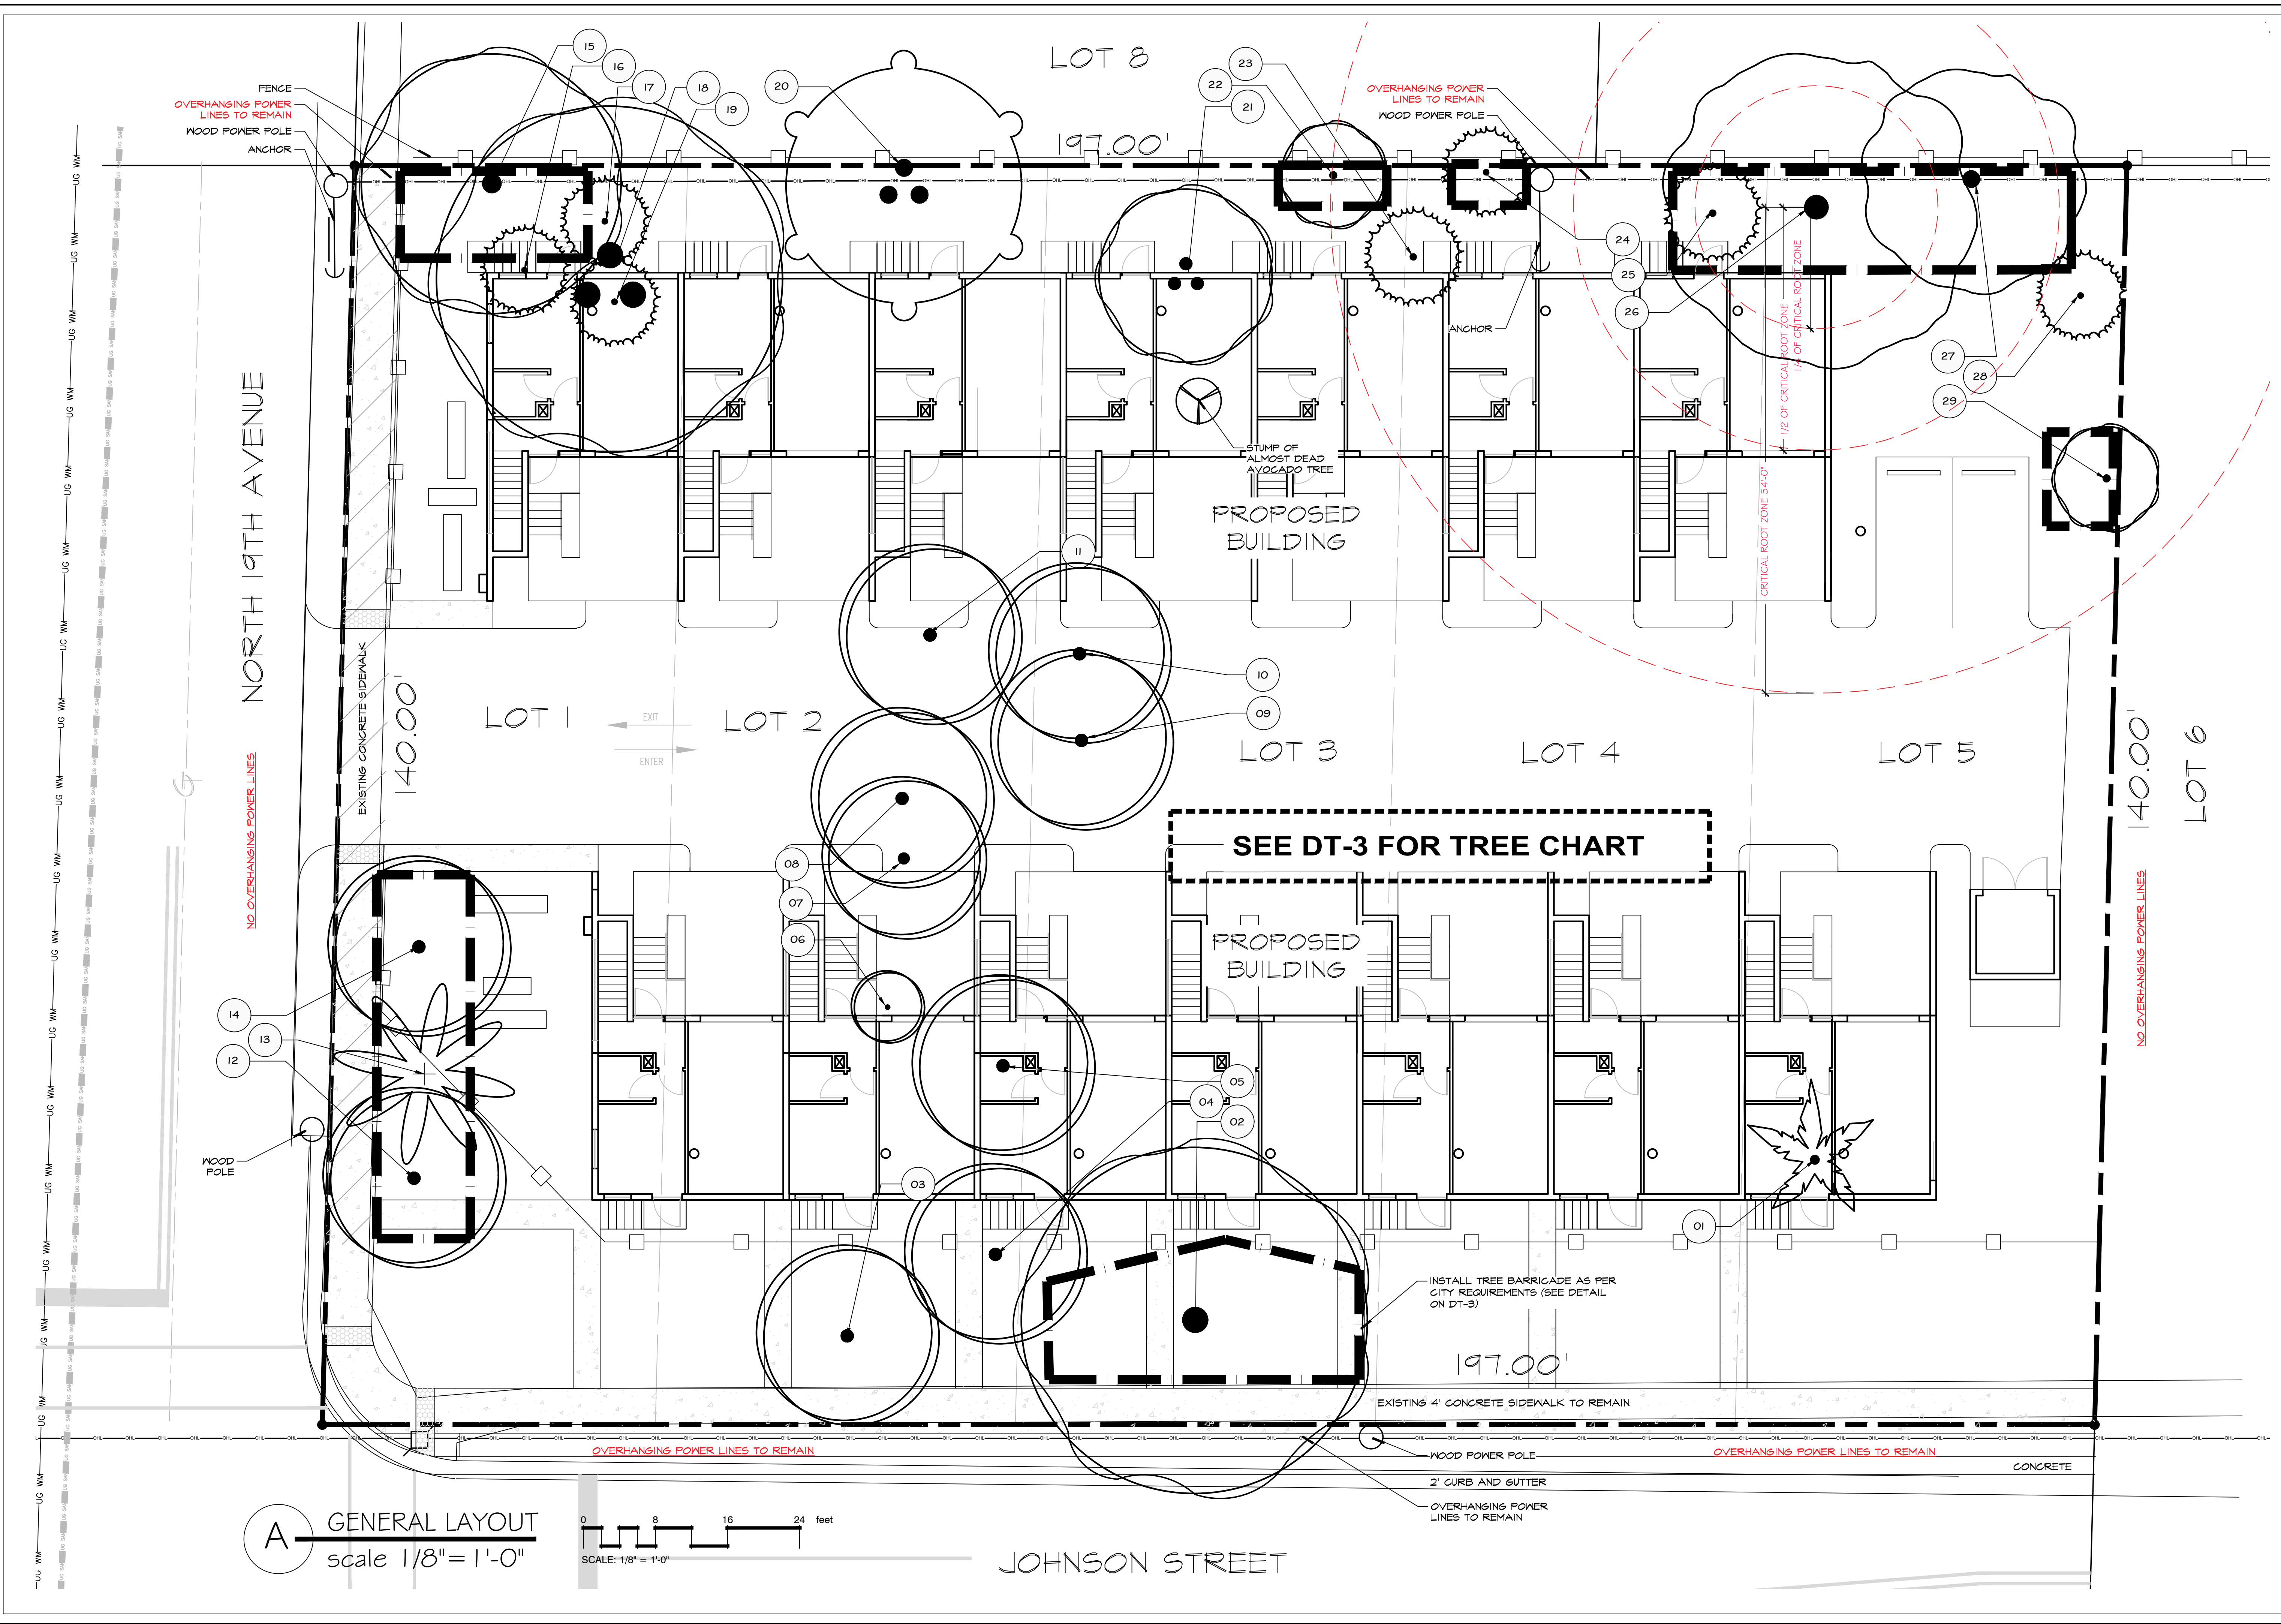 LOT 8
15
16
17
18
19
20
23
22
21
FENCE
OVERHANGING POWER
LINES TO REMAIN
WOOD POWER POLE
ANCHOR
OVERHANGING POWER
LINES TO REMAIN
WOOD POWER POLE
197.00'
24
25
26
ANCHOR
1/2 OF CRITICAL ROOT ZONE
1/4 OF CRITICAL ROOT ZONE
CRITICAL ROOT ZONE 54'-0"
27
28
29
STUMP OF
ALMOST DEAD
AVOCADO TREE
PROPOSED
BUILDING
NORTH 19TH AVENUE
NO OVERHANGING POWER LINES
EXISTING CONCRETE SIDEWALK
140.00'
11
10
09
LOT 1
EXIT
ENTER
LOT 2
LOT 3
LOT 4
LOT 5
140.00'
LOT 6
NO OVERHANGING POWER LINES
SEE DT-3 FOR TREE CHART
08
07
06
PROPOSED
BUILDING
14
13
12
05
04
02
03
01
WOOD
POLE
INSTALL TREE BARRICADE AS PER
CITY REQUIREMENTS (SEE DETAIL
ON DT-3)
197.00'
EXISTING 4' CONCRETE SIDEWALK TO REMAIN
OVERHANGING POWER LINES TO REMAIN
WOOD POWER POLE
OVERHANGING POWER LINES TO REMAIN
CONCRETE
2' CURB AND GUTTER
OVERHANGING POWER
LINES TO REMAIN
A
GENERAL LAYOUT
scale 1/8"= 1'-0"
0 8 16 24 feet
SCALE: 1/8" = 1'-0"
JOHNSON STREET
UG WM
OHL